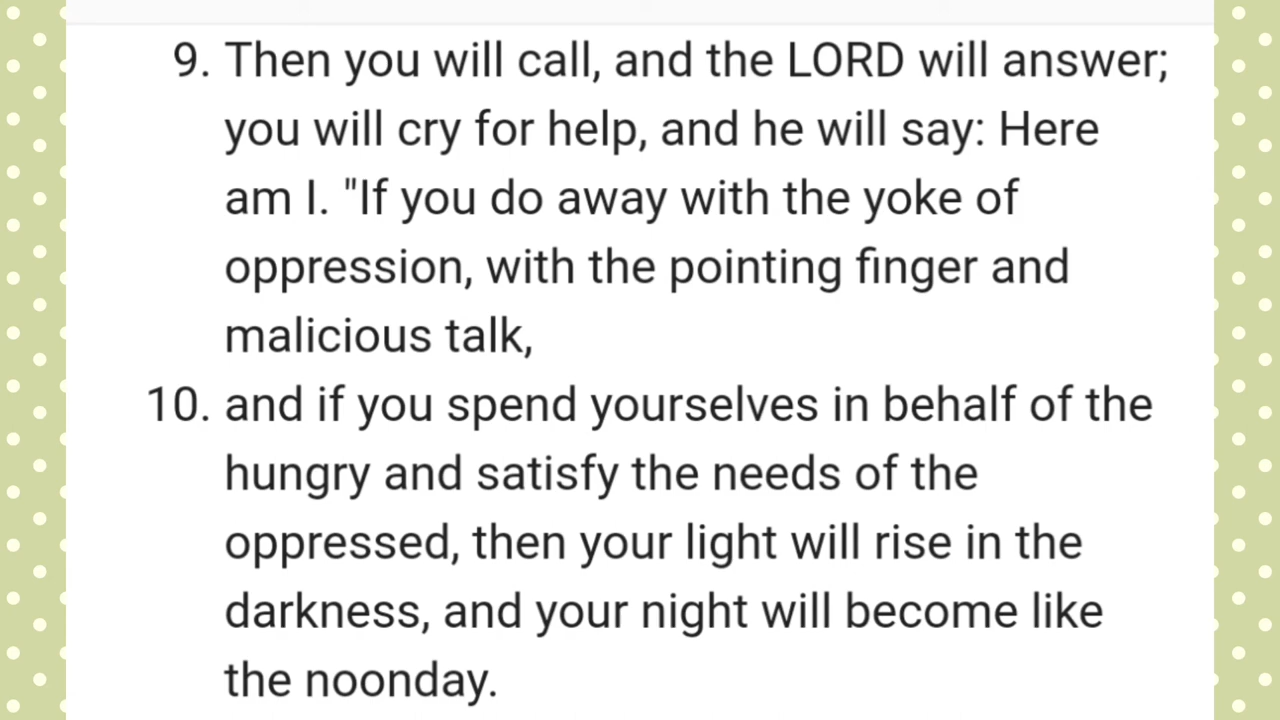 9. Then you will call, and the LORD will answer;
you will cry for help, and he will say: Here
am I. "If you do away with the yoke of
oppression, with the pointing finger and
malicious talk,
10. and if you spend yourselves in behalf of the
hungry and satisfy the needs of the
oppressed, then your light will rise in the
darkness, and your night will become like
the noonday.